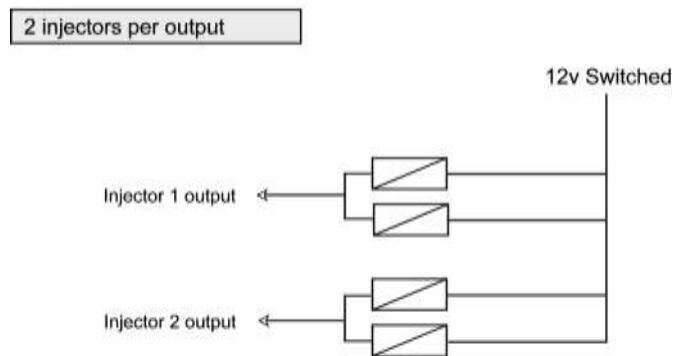 2 injectors per output
12v Switched
Injector 1 output
Injector 2 output